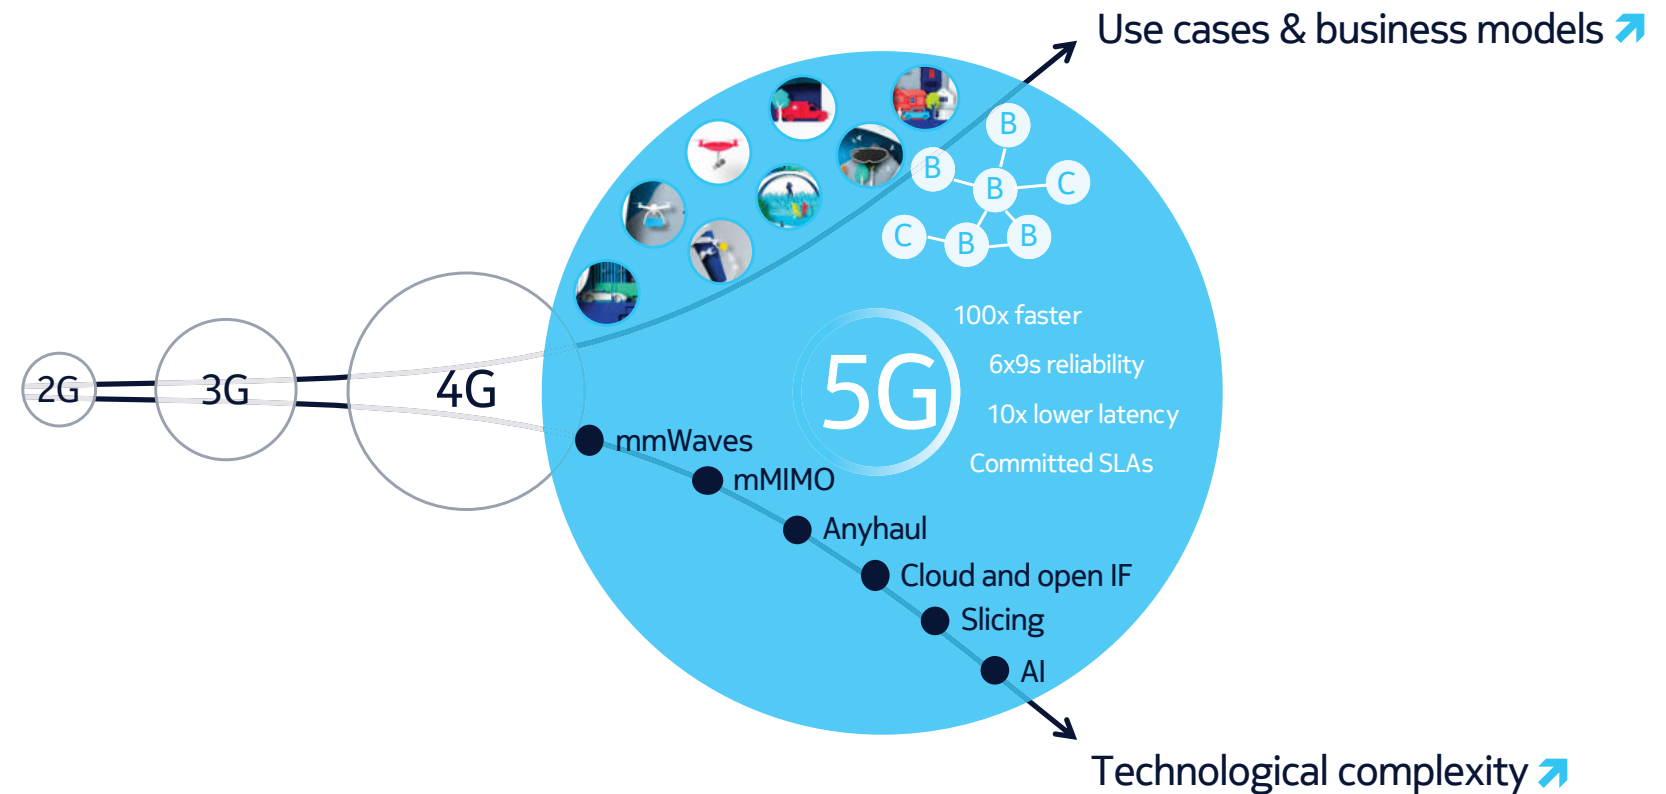 Use cases & business models
B
B
B
C
C
B
B
2G
3G
4G
5G
100x faster
6x9s reliability
10x lower latency
Committed SLAs
mmWaves
mMIMO
Anyhaul
Cloud and open IF
Slicing
AI
Technological complexity